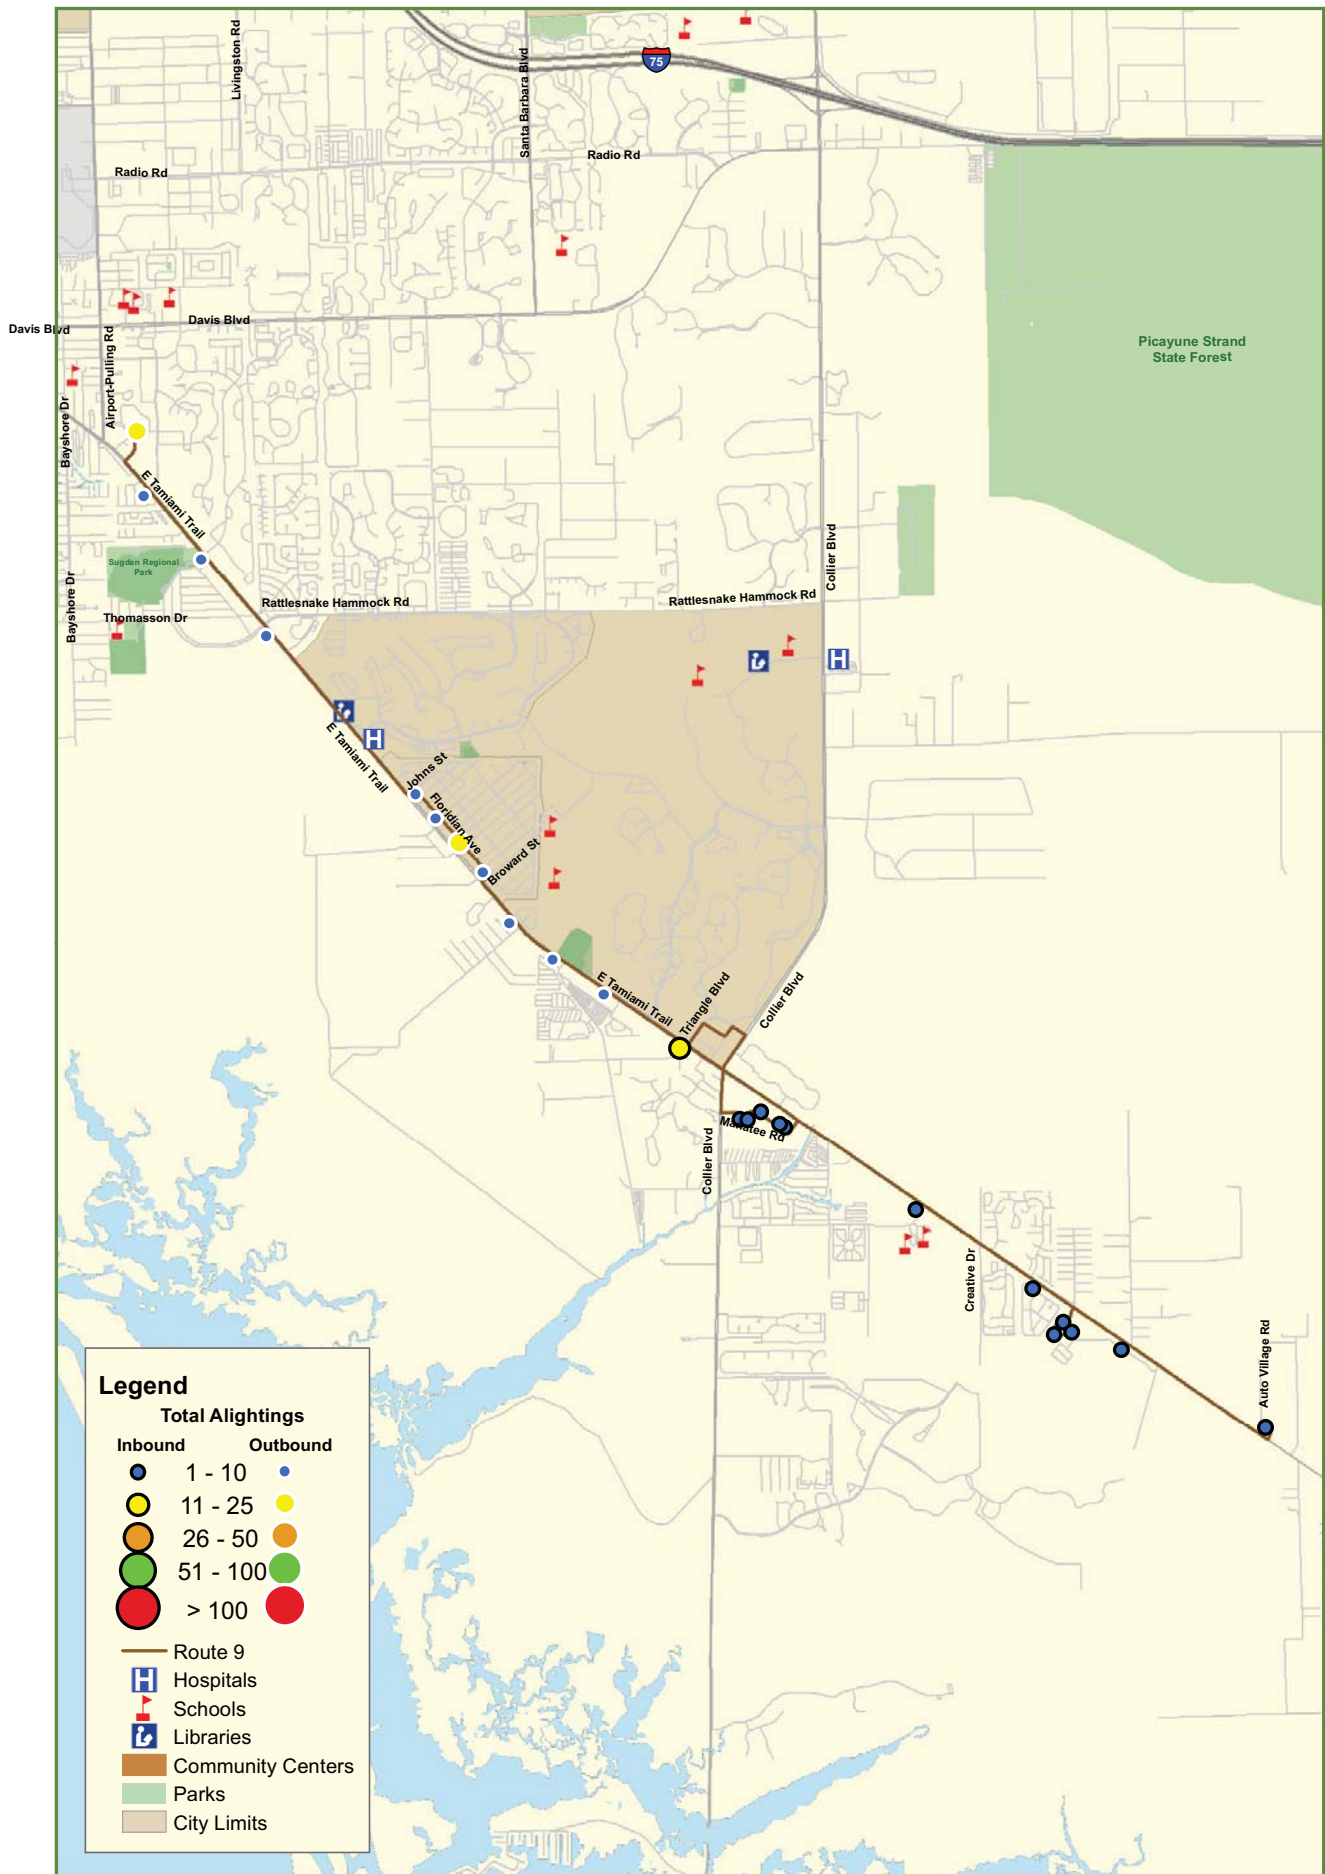 Livingston Rd
Santa Barbara Blvd
75
Radio Rd
Radio Rd
Davis Blvd
Davis Blvd
Airport-Pulling Rd
Picayune Strand
State Forest
Bayshore Dr
E Tamiami Trail
Collier Blvd
Sugden Regional
Park
Bayshore Dr
Thomasson Dr
Rattlesnake Hammock Rd
Rattlesnake Hammock Rd
H
E Tamiami Trail
H
Johns St
Floridian Ave
Broward St
E Tamiami Trail
Triangle Blvd
Collier Blvd
Manatee Rd
Collier Blvd
Creative Dr
Auto Village Rd
Legend
Total Alightings
Inbound Outbound
1 - 10
11 - 25
26 - 50
51 - 100
> 100
Route 9
H Hospitals
Schools
Libraries
Community Centers
Parks
City Limits